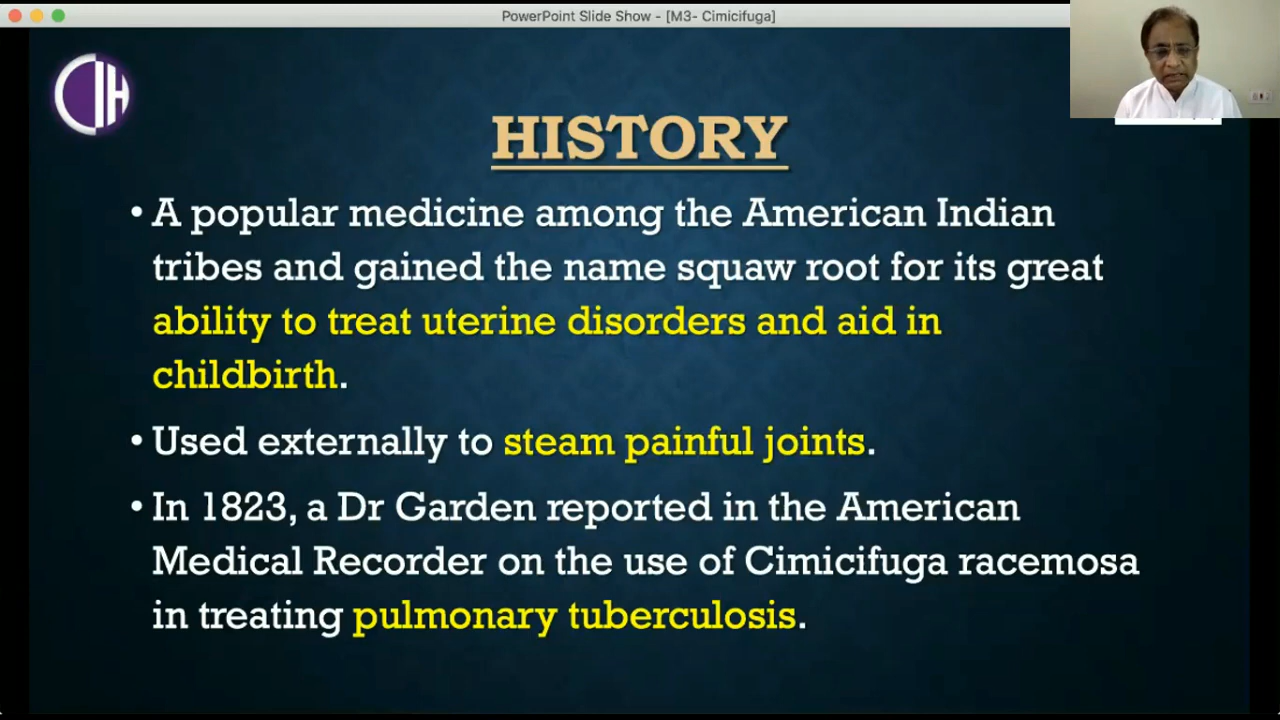 PowerPoint Slide Show - [M3- Cimicifuga]
CIH
HISTORY
• A popular medicine among the American Indian
tribes and gained the name squaw root for its great
ability to treat uterine disorders and aid in
childbirth.
• Used externally to steam painful joints.
• In 1823, a Dr Garden reported in the American
Medical Recorder on the use of Cimicifuga racemosa
in treating pulmonary tuberculosis.